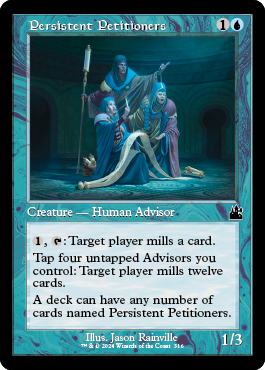 Persistent Petitioners 1
Creature — Human Advisor
1, : Target player mills a card.
Tap four untapped Advisors you
control: Target player mills twelve
cards.
A deck can have any number of
cards named Persistent Petitioners.
Illus. Jason Rainville
™ & © 2024 Wizards of the Coast 316
1/3